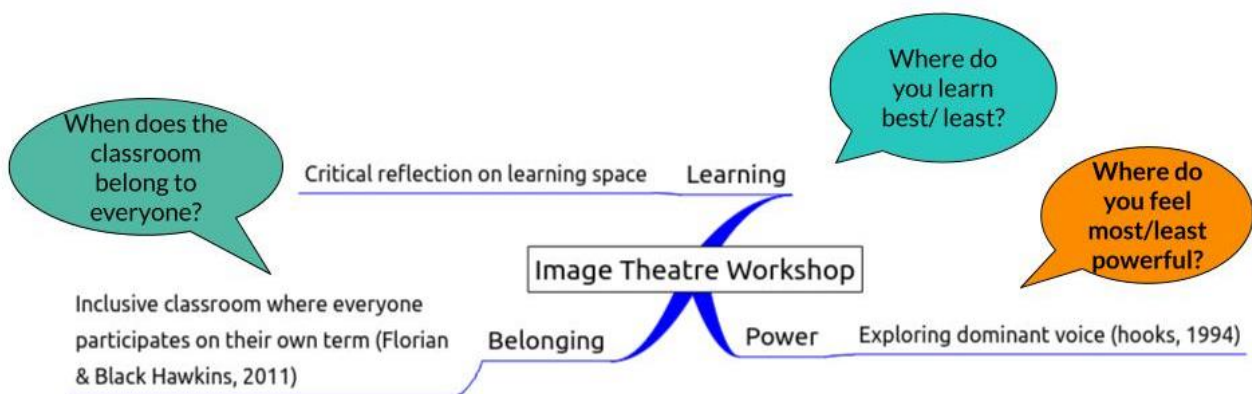 Where do
you learn
best/ least?
When does the
classroom
belong to
everyone?
Where do
you feel
most/least
powerful?
Critical reflection on learning space
Learning
Image Theatre Workshop
Inclusive classroom where everyone
participates on their own term (Florian
& Black Hawkins, 2011)
Belonging
Power
Exploring dominant voice (hooks, 1994)